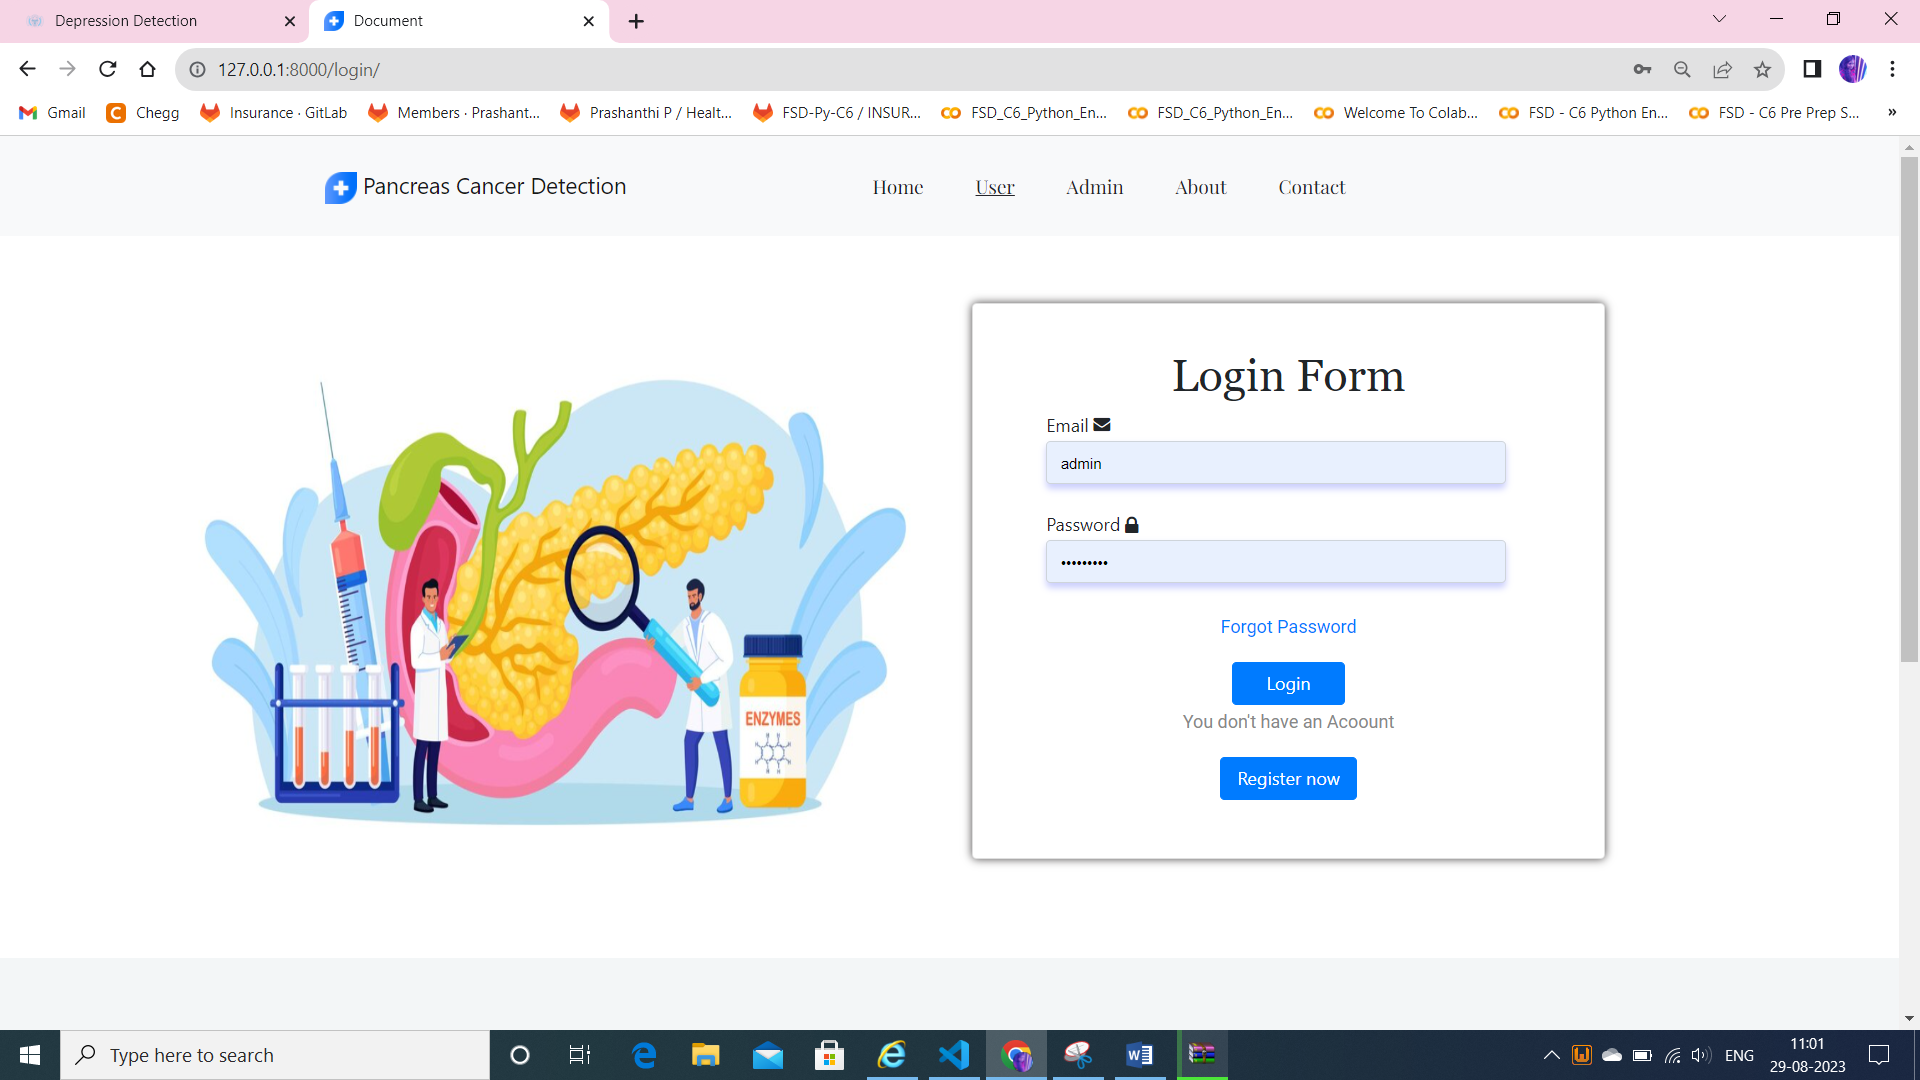 Depression Detection
Document
127.0.0.1:8000/login/
Gmail
Chegg
Insurance · GitLab
Members · Prashant...
Prashanthi P / Healt...
FSD-Py-C6 / INSUR...
FSD_C6_Python_En...
FSD_C6_Python_En...
Welcome To Colab...
FSD - C6 Python En...
FSD - C6 Pre Prep S...
»
Pancreas Cancer Detection
Home
User
Admin
About
Contact
Login Form
Email
admin
Password
•••••••••
Forgot Password
Login
You don't have an Acoount
Register now
ENZYMES
Type here to search
ENG
11:01
29-08-2023